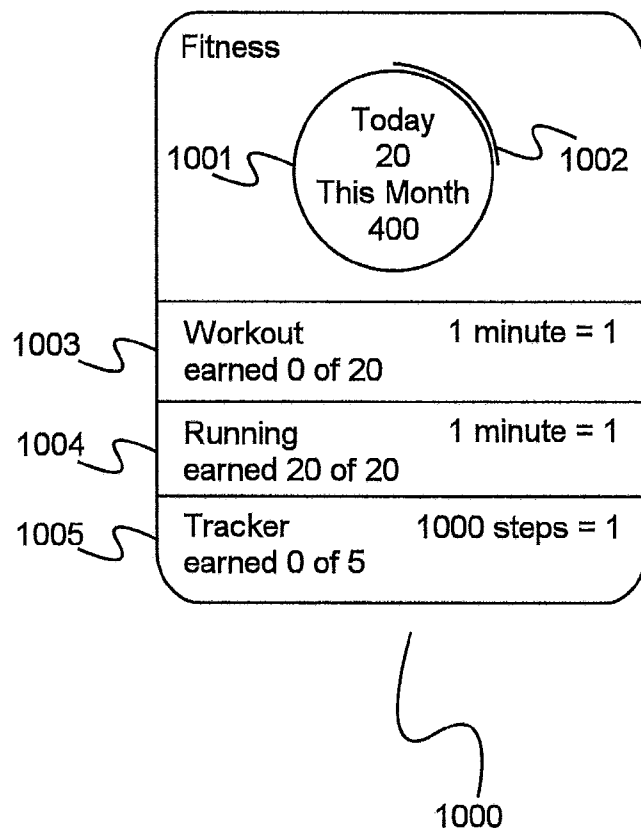 Fitness
Today
20
This Month
400
1001
1002
1003
Workout 1 minute = 1
earned 0 of 20
1004
Running 1 minute = 1
earned 20 of 20
1005
Tracker 1000 steps = 1
earned 0 of 5
1000